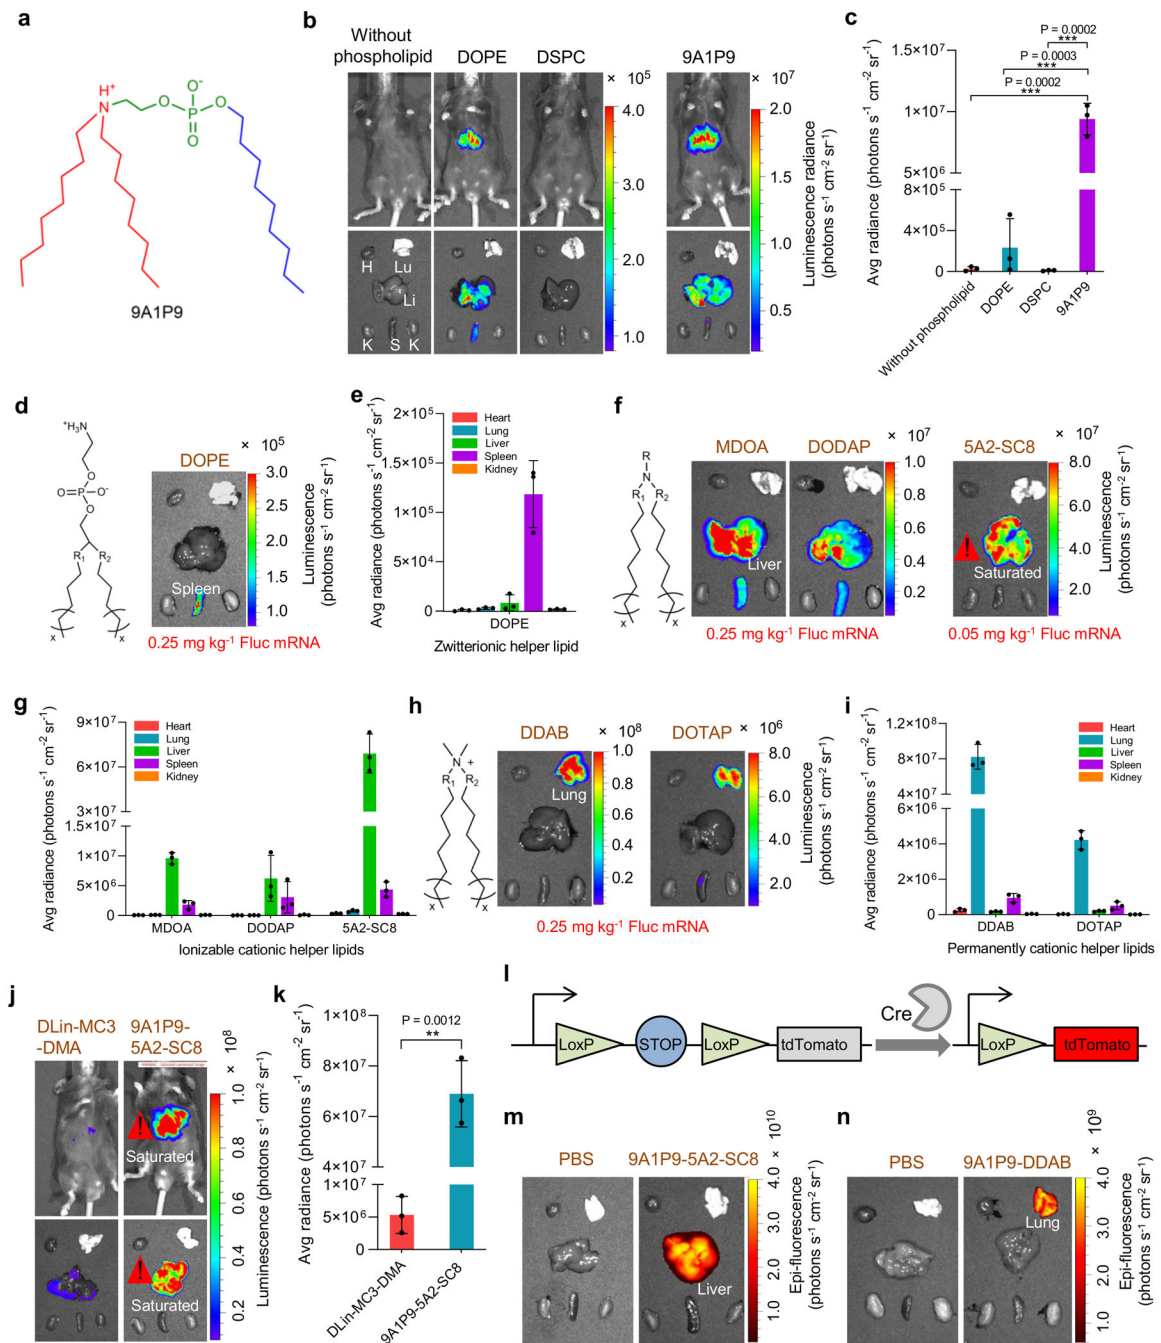 a
H⁺
N
O
O⁻
P
O
O
9A1P9
b
Without
phospholipid
DOPE
DSPC
9A1P9
H
Lu
Li
K
S
K
× 10⁵
4.0
3.0
2.0
1.0
× 10⁷
2.0
1.5
1.0
0.5
Luminescence radiance
(photons s⁻¹ cm⁻² sr⁻¹)
c
P = 0.0002
***
P = 0.0003
***
P = 0.0002
***
1.5×10⁷
1×10⁷
5×10⁶
8×10⁵
4×10⁵
0
Avg radiance (photons s⁻¹ cm⁻² sr⁻¹)
Without phospholipid
DOPE
DSPC
9A1P9
d
⁺H₃N
O
O=P-O⁻
O
R₁
R₂
x
x
DOPE
Spleen
× 10⁵
3.0
2.5
2.0
1.5
1.0
Luminescence
(photons s⁻¹ cm⁻² sr⁻¹)
0.25 mg kg⁻¹ Fluc mRNA
e
Heart
Lung
Liver
Spleen
Kidney
2×10⁵
1.5×10⁵
1×10⁵
5×10⁴
0
Avg radiance (photons s⁻¹ cm⁻² sr⁻¹)
DOPE
Zwitterionic helper lipid
f
R
N
R₁
R₂
x
x
MDOA
DODAP
Liver
× 10⁷
1.0
0.8
0.6
0.4
0.2
0.25 mg kg⁻¹ Fluc mRNA
5A2-SC8
!
Saturated
× 10⁷
8.0
6.0
4.0
2.0
Luminescence
(photons s⁻¹ cm⁻² sr⁻¹)
0.05 mg kg⁻¹ Fluc mRNA
g
Heart
Lung
Liver
Spleen
Kidney
9×10⁷
6×10⁷
3×10⁷
1.5×10⁷
1×10⁷
5×10⁶
0
Avg radiance (photons s⁻¹ cm⁻² sr⁻¹)
MDOA
DODAP
5A2-SC8
Ionizable cationic helper lipids
h
N
+
R₁
R₂
x
x
DDAB
Lung
× 10⁸
1.0
0.8
0.6
0.4
0.2
DOTAP
× 10⁶
8.0
6.0
4.0
2.0
Luminescence
(photons s⁻¹ cm⁻² sr⁻¹)
0.25 mg kg⁻¹ Fluc mRNA
i
Heart
Lung
Liver
Spleen
Kidney
1.2×10⁸
8×10⁷
4×10⁷
6×10⁶
4×10⁶
2×10⁶
0
Avg radiance (photons s⁻¹ cm⁻² sr⁻¹)
DDAB
DOTAP
Permanently cationic helper lipids
j
DLin-MC3
-DMA
9A1P9-
5A2-SC8
!
Saturated
!
Saturated
× 10⁸
1.0
0.8
0.6
0.4
0.2
Luminescence (photons s⁻¹ cm⁻² sr⁻¹)
k
P = 0.0012
**
1×10⁸
8×10⁷
6×10⁷
4×10⁷
1×10⁷
5×10⁶
0
Avg radiance (photons s⁻¹ cm⁻² sr⁻¹)
DLin-MC3-DMA
9A1P9-5A2-SC8
l
LoxP
STOP
LoxP
tdTomato
Cre
LoxP
tdTomato
m
PBS
9A1P9-5A2-SC8
Liver
× 10¹⁰
4.0
3.0
2.0
1.0
Epi-fluorescence
(photons s⁻¹ cm⁻² sr⁻¹)
n
PBS
9A1P9-DDAB
Lung
× 10⁹
4.0
3.0
2.0
1.0
Epi-fluorescence
(photons s⁻¹ cm⁻² sr⁻¹)